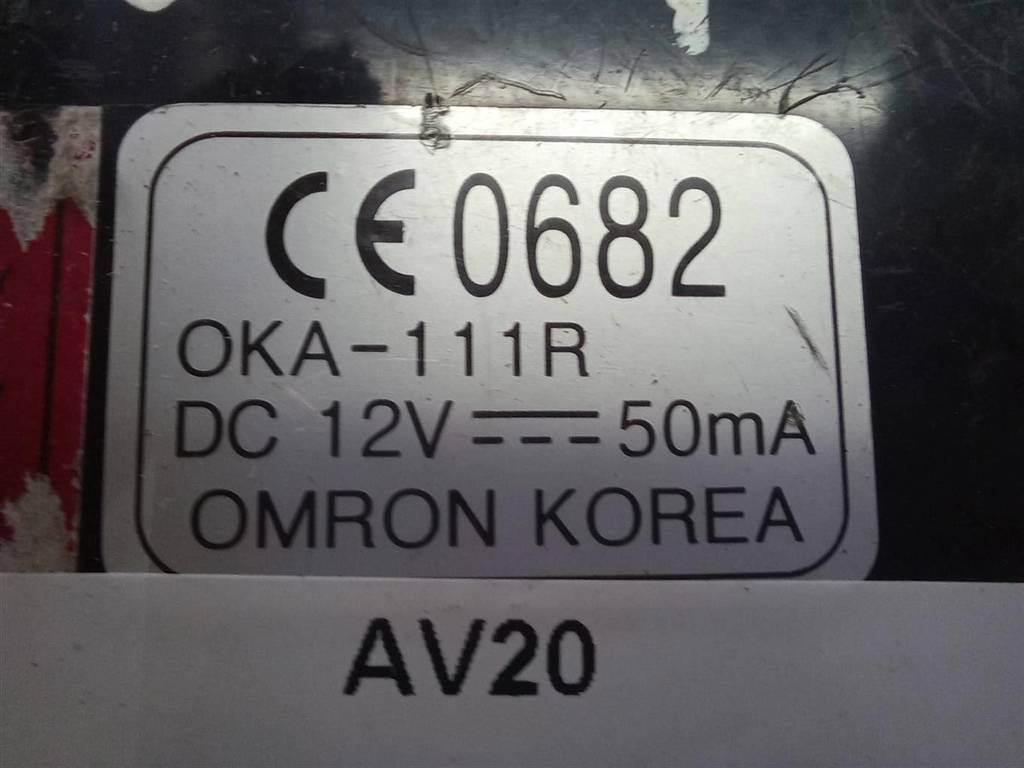 CE 0682
OKA-111R
DC 12V ⎓ 50mA
OMRON KOREA
AV20